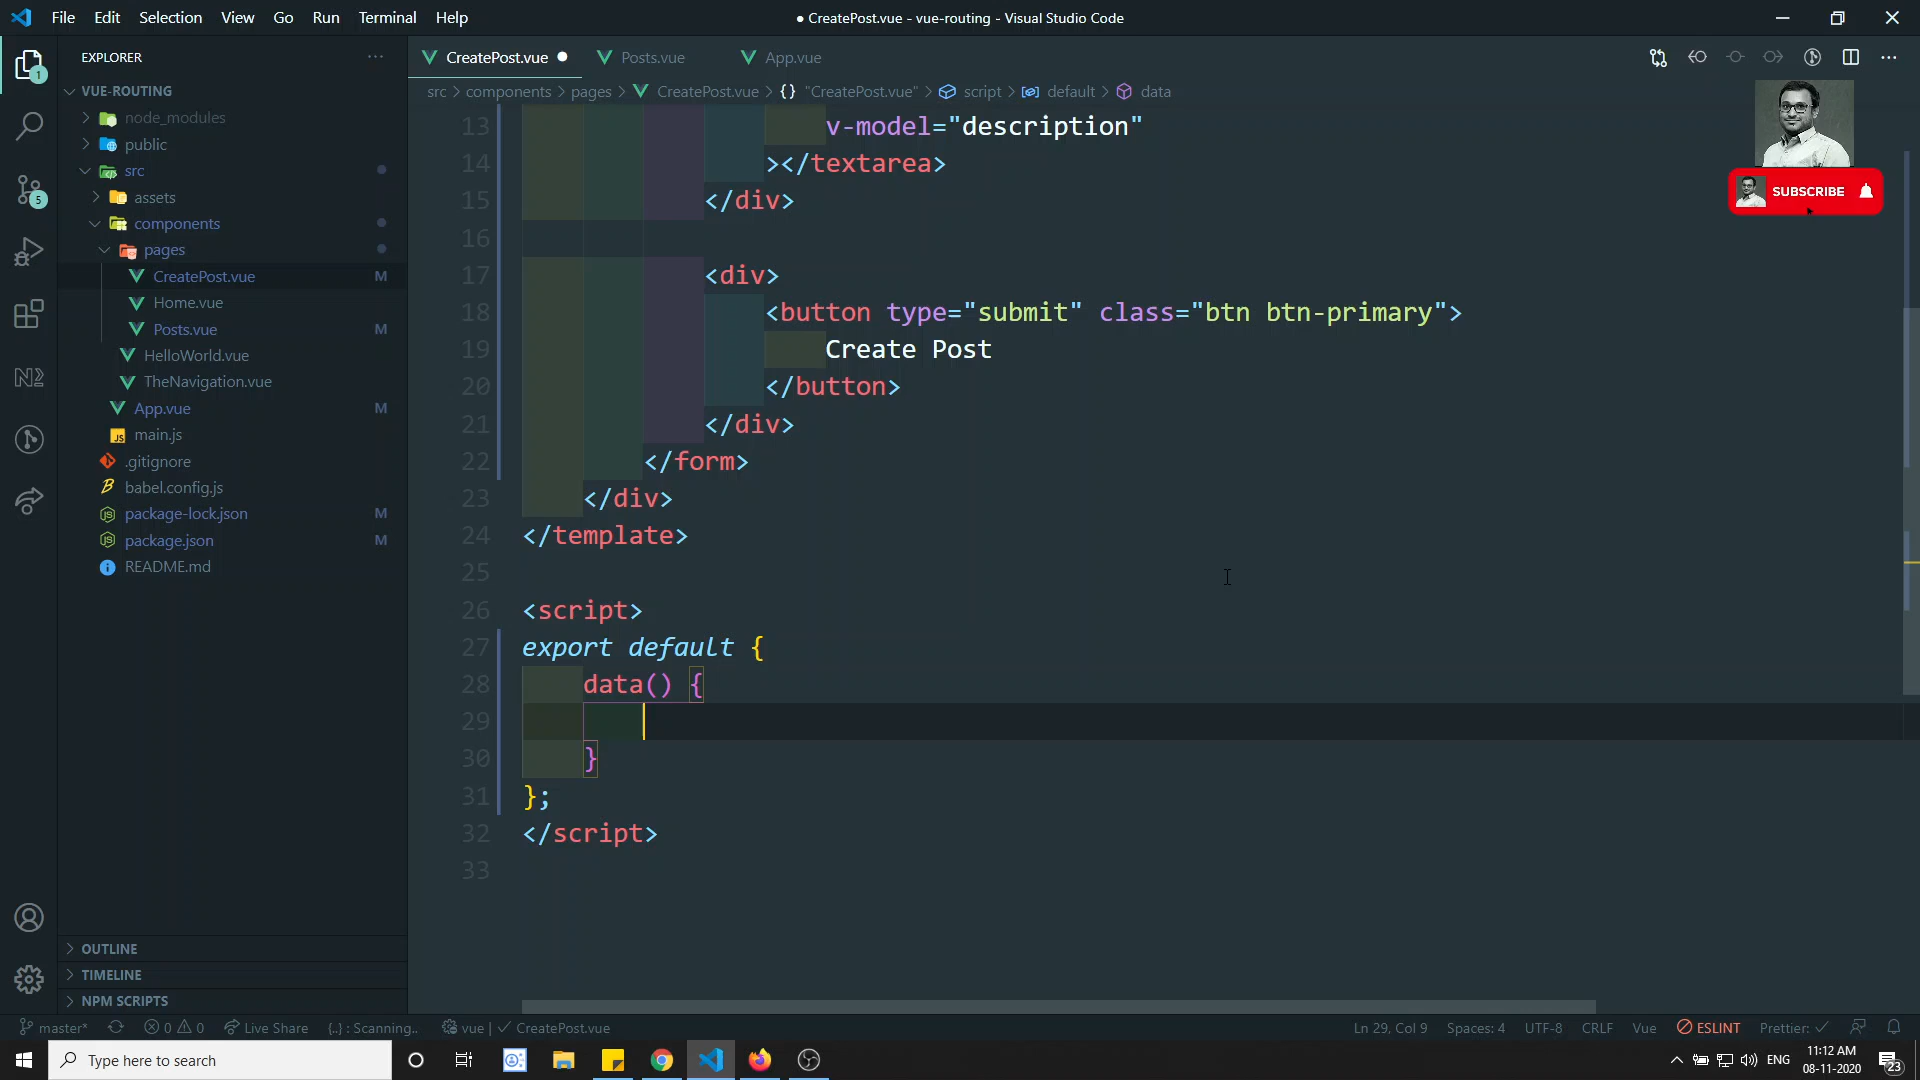 File Edit Selection View Go Run Terminal Help
● CreatePost.vue - vue-routing - Visual Studio Code
EXPLORER
CreatePost.vue Posts.vue App.vue
src > components > pages > CreatePost.vue > {} "CreatePost.vue" > script > default > data
1
5
VUE-ROUTING
node_modules
public
src
assets
components
pages
CreatePost.vue M
Home.vue
Posts.vue M
HelloWorld.vue
TheNavigation.vue
App.vue M
JS main.js
.gitignore
babel.config.js
package-lock.json M
package.json M
README.md
OUTLINE
TIMELINE
NPM SCRIPTS
SUBSCRIBE
13 v-model="description"
14 ></textarea>
15 </div>
16
17 <div>
18 <button type="submit" class="btn btn-primary">
19 Create Post
20 </button>
21 </div>
22 </form>
23 </div>
24 </template>
25
26 <script>
27 export default {
28 data() {
29
30 }
31 };
32 </script>
33
master* 0 0 Live Share {..} : Scanning.. vue | ✓ CreatePost.vue
Ln 29, Col 9 Spaces: 4 UTF-8 CRLF Vue ESLINT Prettier: ✓
Type here to search
ENG
11:12 AM
08-11-2020
23